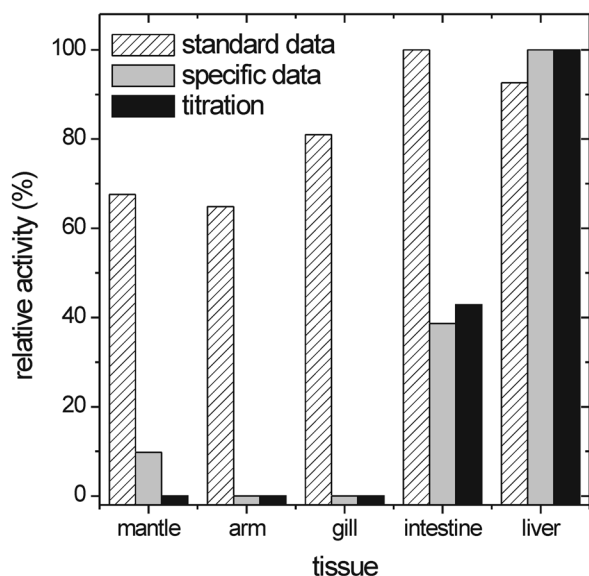 standard data
specific data
titration
100
80
60
40
20
0
relative activity (%)
mantle arm gill intestine liver
tissue